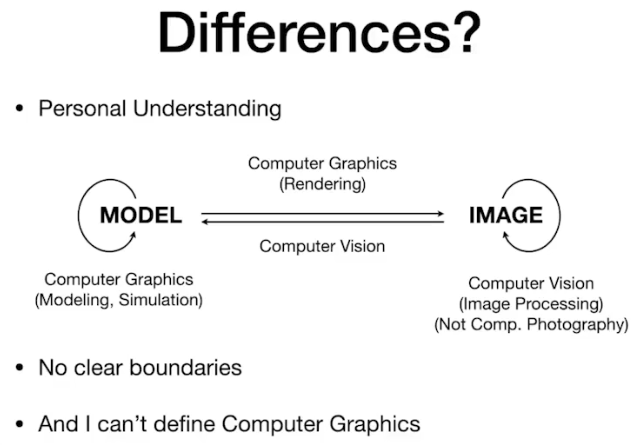 Differences?
• Personal Understanding
Computer Graphics
(Rendering)
MODEL
IMAGE
Computer Vision
Computer Graphics
(Modeling, Simulation)
Computer Vision
(Image Processing)
(Not Comp. Photography)
• No clear boundaries
• And I can’t define Computer Graphics